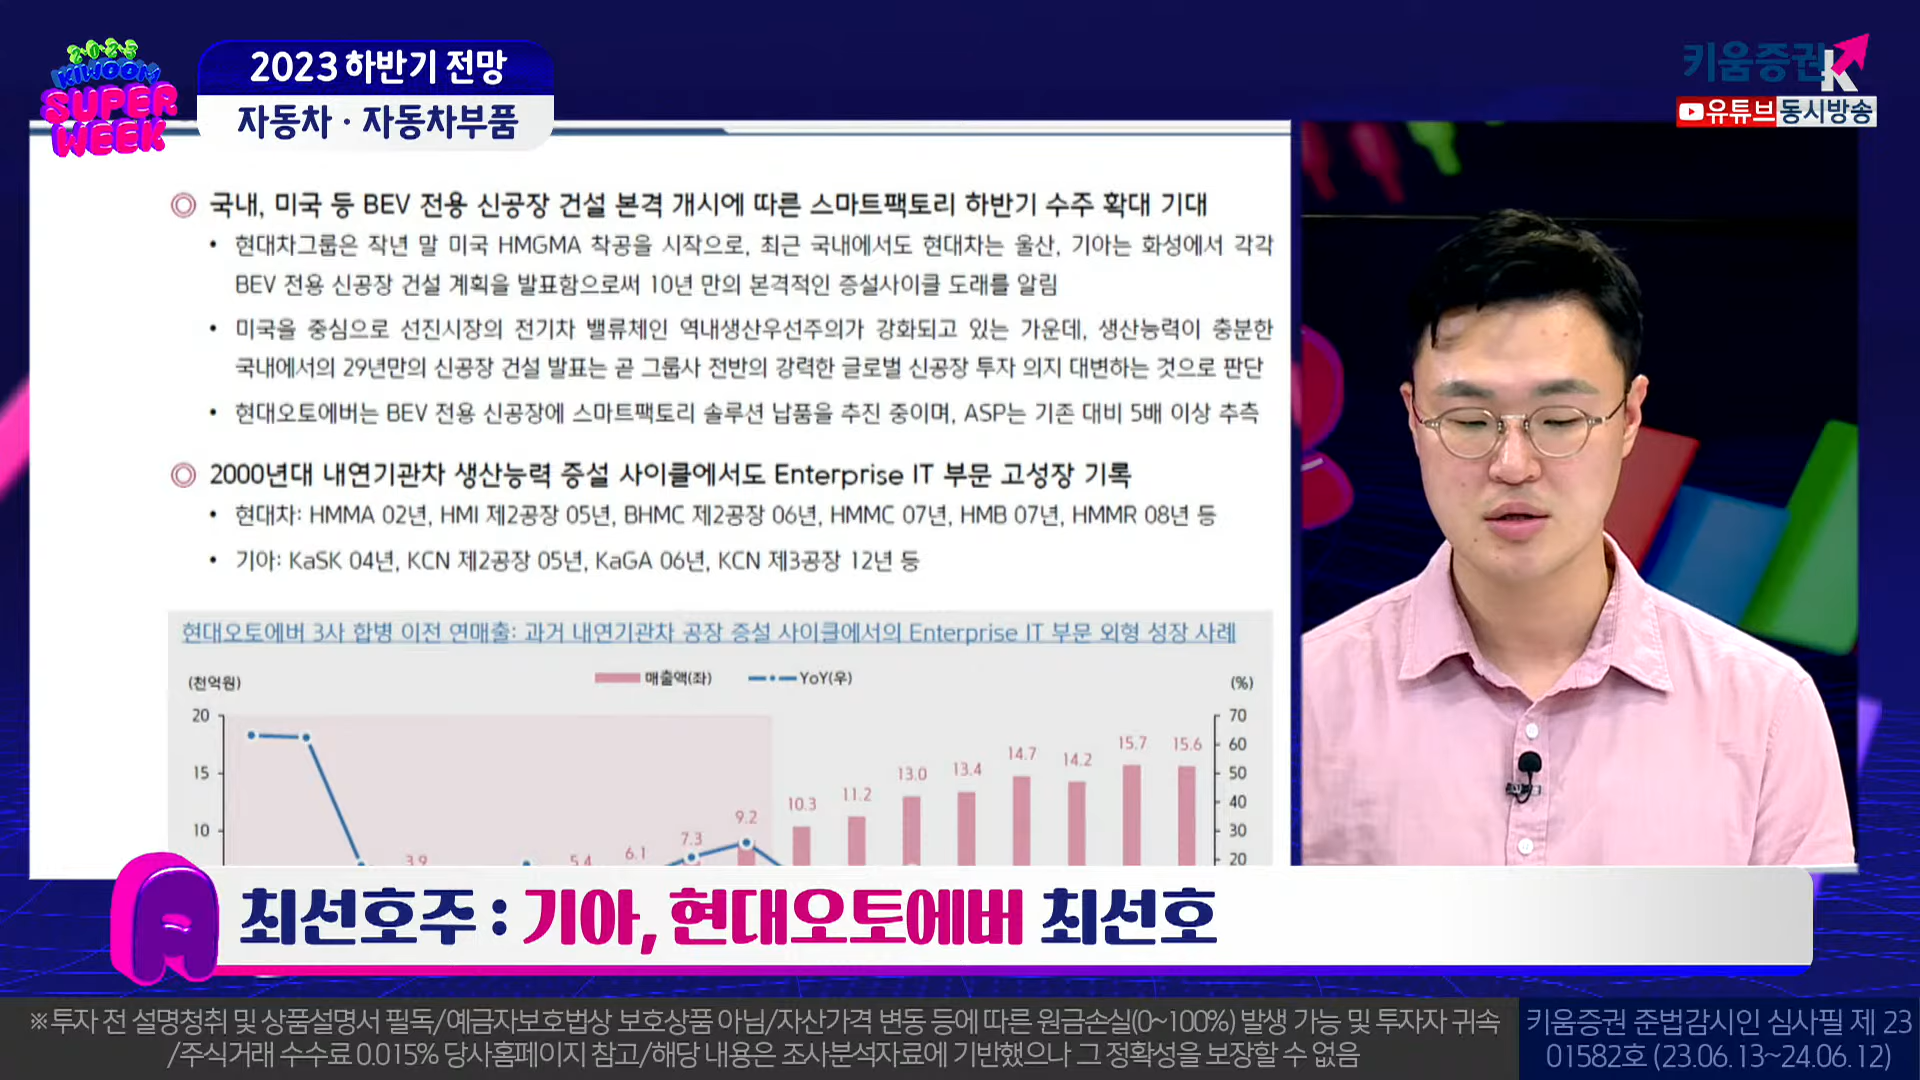 2023
KIWOOM
SUPER
WEEK
2023 하반기 전망
자동차 · 자동차부품
키움증권
유튜브 동시방송
◎ 국내, 미국 등 BEV 전용 신공장 건설 본격 개시에 따른 스마트팩토리 하반기 수주 확대 기대
• 현대차그룹은 작년 말 미국 HMGMA 착공을 시작으로, 최근 국내에서도 현대차는 울산, 기아는 화성에서 각각
BEV 전용 신공장 건설 계획을 발표함으로써 10년 만의 본격적인 증설사이클 도래를 알림
• 미국을 중심으로 선진시장의 전기차 밸류체인 역내생산우선주의가 강화되고 있는 가운데, 생산능력이 충분한
국내에서의 29년만의 신공장 건설 발표는 곧 그룹사 전반의 강력한 글로벌 신공장 투자 의지 대변하는 것으로 판단
• 현대오토에버는 BEV 전용 신공장에 스마트팩토리 솔루션 납품을 추진 중이며, ASP는 기존 대비 5배 이상 추측
◎ 2000년대 내연기관차 생산능력 증설 사이클에서도 Enterprise IT 부문 고성장 기록
• 현대차: HMMA 02년, HMI 제2공장 05년, BHMC 제2공장 06년, HMMC 07년, HMB 07년, HMMR 08년 등
• 기아: KaSK 04년, KCN 제2공장 05년, KaGA 06년, KCN 제3공장 12년 등
현대오토에버 3사 합병 이전 연매출: 과거 내연기관차 공장 증설 사이클에서의 Enterprise IT 부문 외형 성장 사례
(천억원) 매출액(좌) YoY(우) (%)
20 70
60
15 50
40
10 30
20
3.9 5.4 6.1 7.3 9.2 10.3 11.2 13.0 13.4 14.7 14.2 15.7 15.6
최선호주 : 기아, 현대오토에버 최선호
※투자 전 설명청취 및 상품설명서 필독/예금자보호법상 보호상품 아님/자산가격 변동 등에 따른 원금손실(0~100%) 발생 가능 및 투자자 귀속
/주식거래 수수료 0.015% 당사홈페이지 참고/해당 내용은 조사분석자료에 기반했으나 그 정확성을 보장할 수 없음
키움증권 준법감시인 심사필 제 23
01582호 (23.06.13~24.06.12)